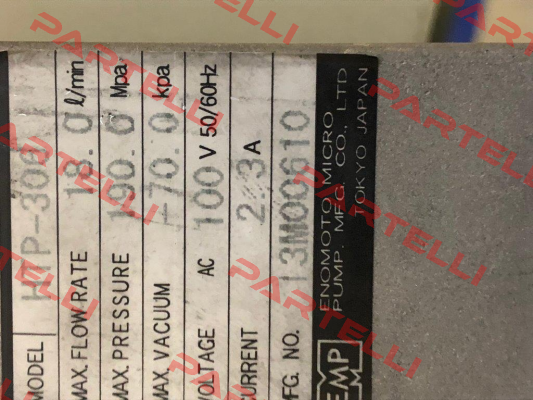 MODEL P-300
MAX. FLOW RATE 18.0 ℓ/min
MAX. PRESSURE 190.0 Mpa
MAX. VACUUM -70.0 kpa
VOLTAGE AC 100 V 50/60Hz
CURRENT 2.3 A
MFG. NO. 13M00610
EMP
ENOMOTO MICRO
PUMP. MFG. CO., LTD
TOKYO JAPAN
PARTELLI
PARTELLI
PARTELLI
PARTELLI
PARTELLI